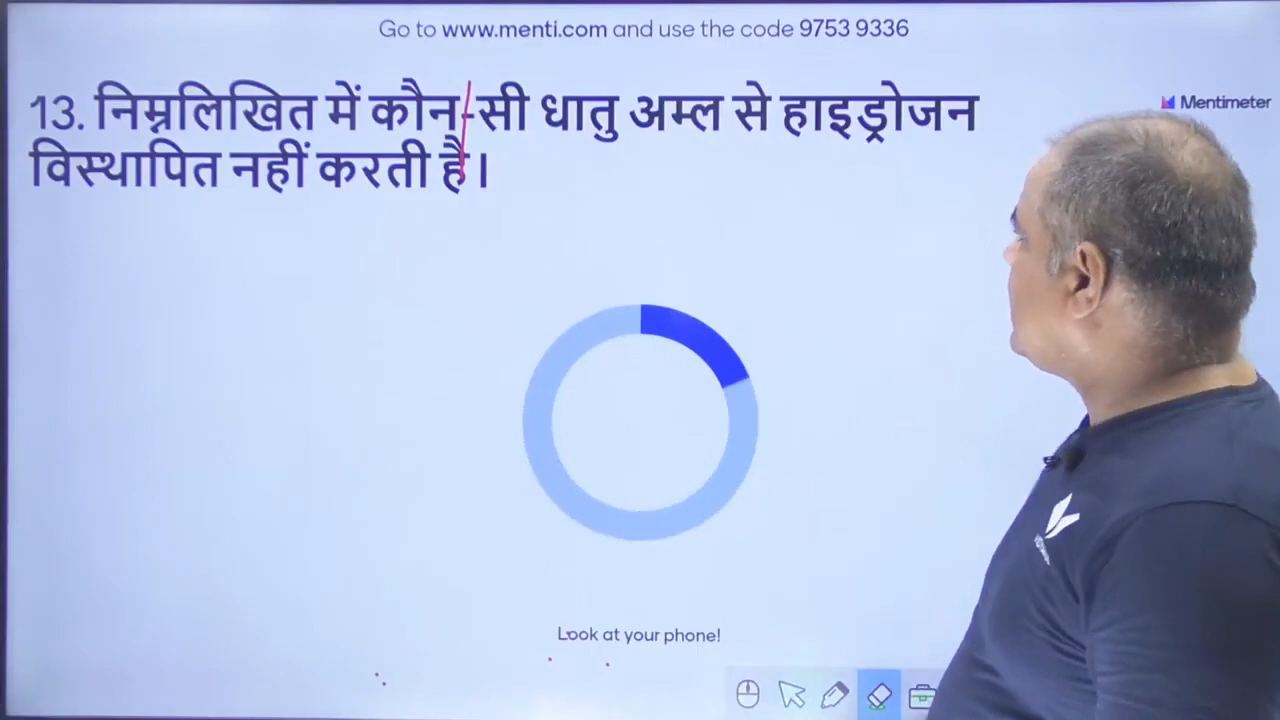 Go to www.menti.com and use the code 9753 9336
Mentimeter
13. निम्नलिखित में कौन-सी धातु अम्ल से हाइड्रोजन
विस्थापित नहीं करती है।
Look at your phone!